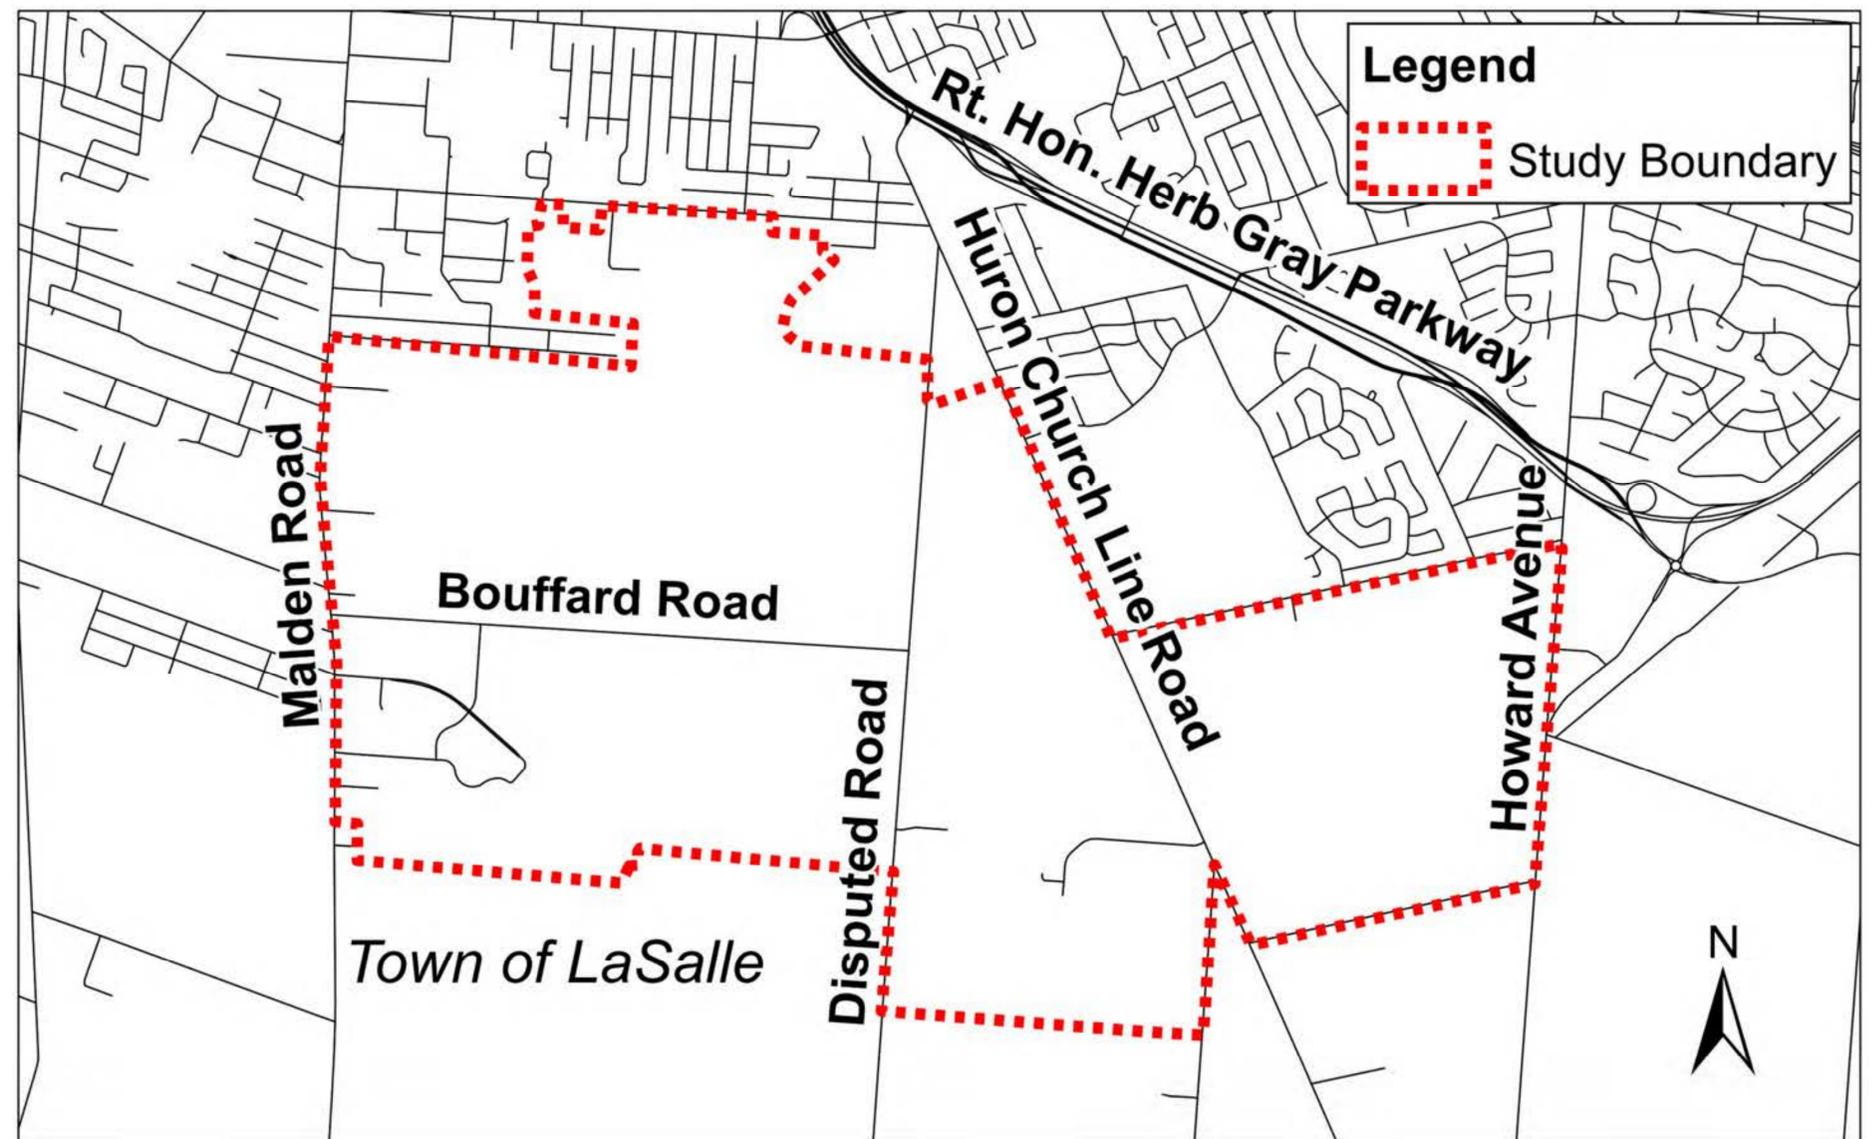 Legend
Study Boundary
Rt. Hon. Herb Gray Parkway
Huron Church Line Road
Malden Road
Bouffard Road
Howard Avenue
Disputed Road
Town of LaSalle
N